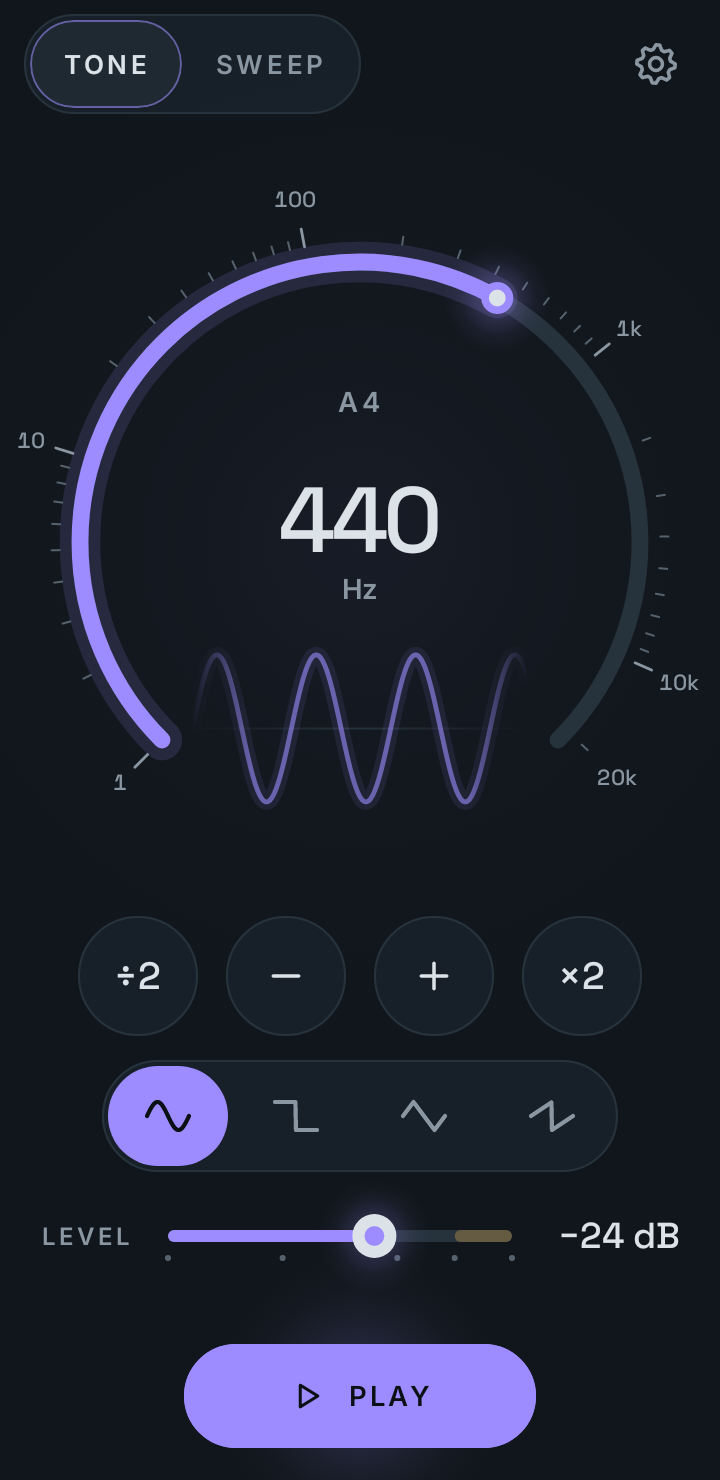 TONE SWEEP
100
1k
A4
10
440
Hz
10k
1
20k
÷2 − + ×2
LEVEL −24 dB
PLAY